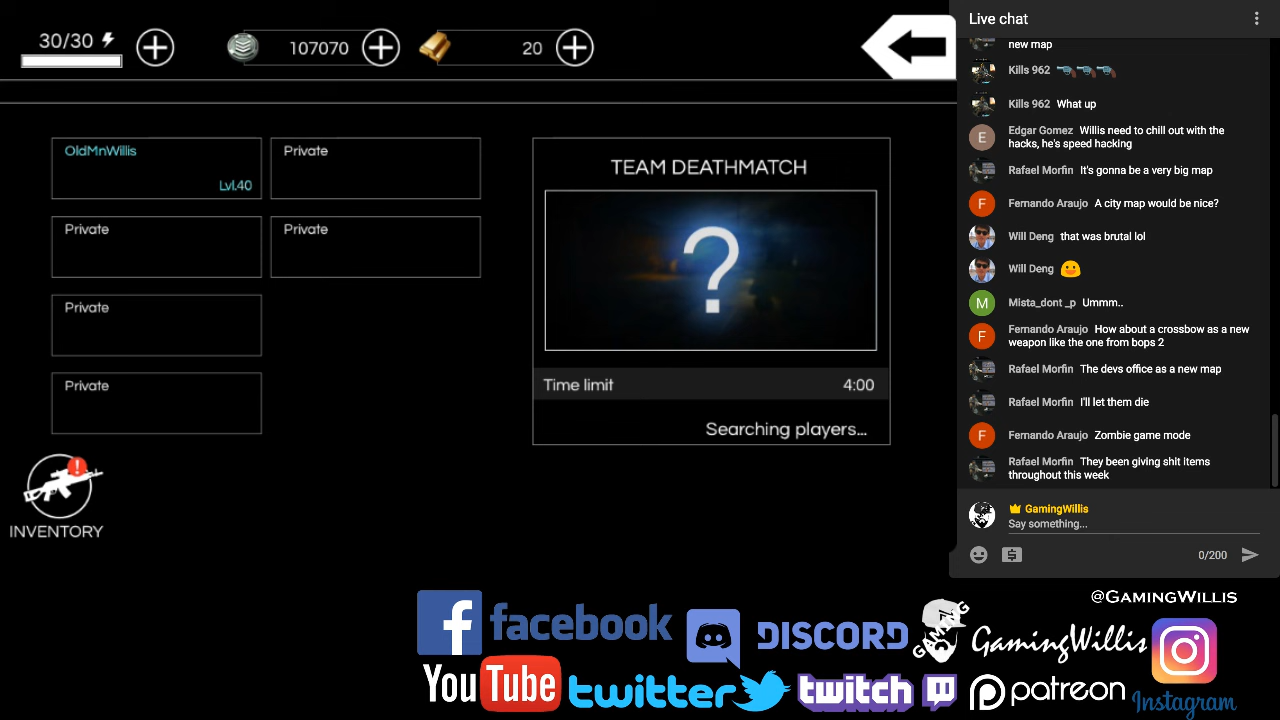 30/30
107070
20
OldMnWillis
Lvl.40
Private
Private
Private
Private
Private
INVENTORY
TEAM DEATHMATCH
?
Time limit 4:00
Searching players...
Live chat
new map
Kills 962
Kills 962 What up
E Edgar Gomez Willis need to chill out with the
hacks, he's speed hacking
Rafael Morfin It's gonna be a very big map
F Fernando Araujo A city map would be nice?
Will Deng that was brutal lol
Will Deng
M Mista_dont _p Ummm..
F Fernando Araujo How about a crossbow as a new
weapon like the one from bops 2
Rafael Morfin The devs office as a new map
Rafael Morfin I'll let them die
F Fernando Araujo Zombie game mode
Rafael Morfin They been giving shit items
throughout this week
GamingWillis
Say something...
0/200
@GamingWillis
f facebook
DISCORD
GAMING
GamingWillis
YouTube
twitter
twitch
patreon
Instagram